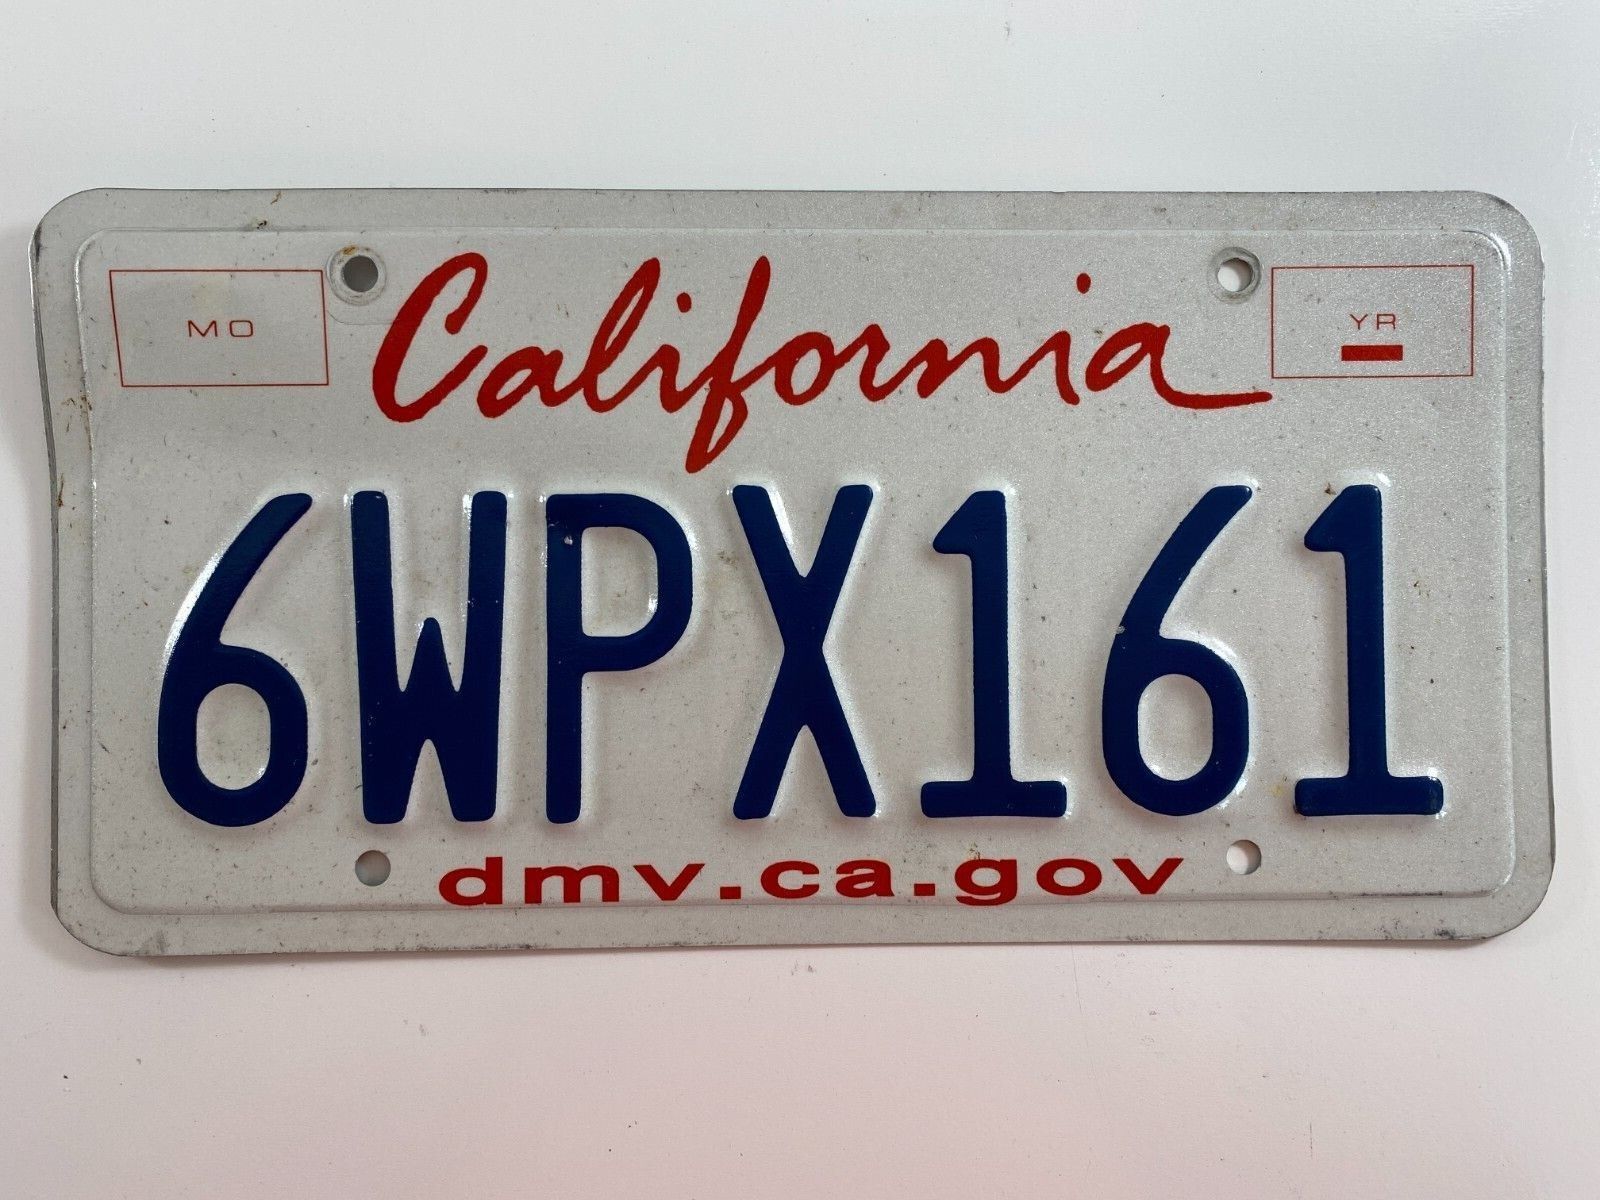 MO California YR
6WPX161
dmv.ca.gov